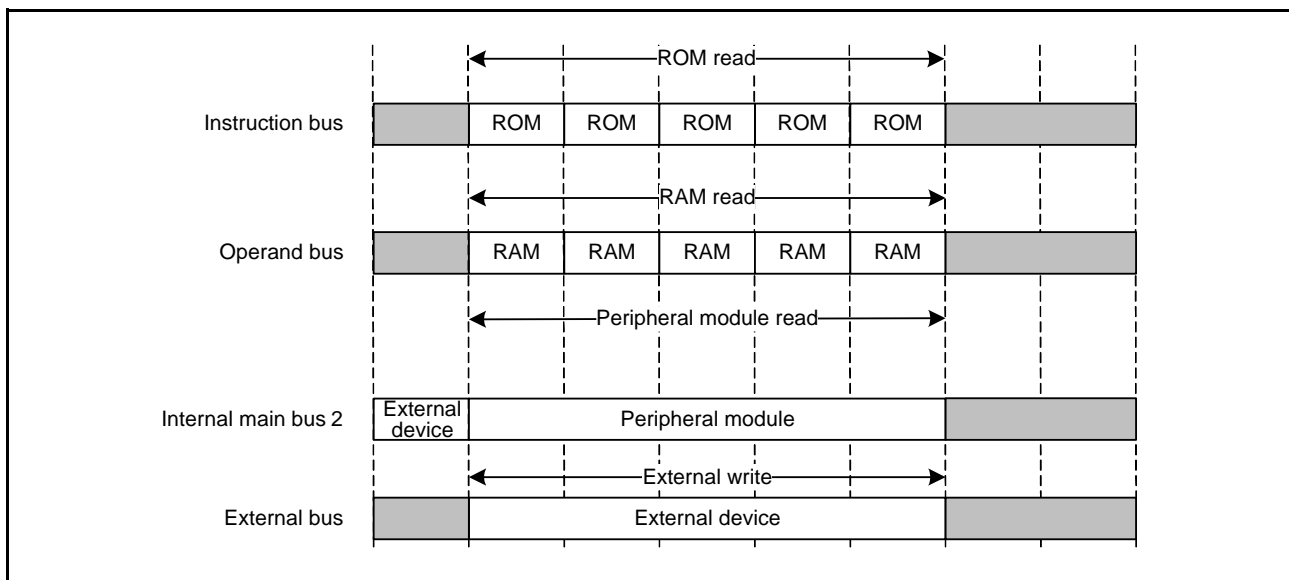 ROM read
Instruction bus ROM ROM ROM ROM ROM
RAM read
Operand bus RAM RAM RAM RAM RAM
Peripheral module read
Internal main bus 2 External device Peripheral module
External write
External bus External device